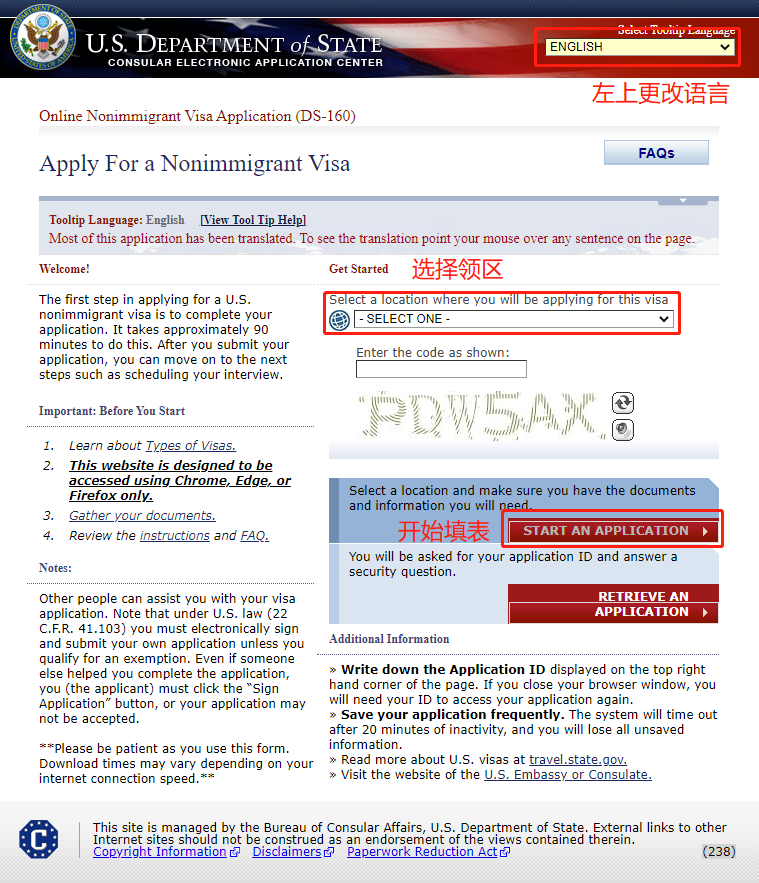 U.S. DEPARTMENT of STATE
CONSULAR ELECTRONIC APPLICATION CENTER
Select Tooltip Language
ENGLISH
左上更改语言
Online Nonimmigrant Visa Application (DS-160)
Apply For a Nonimmigrant Visa
FAQs
Tooltip Language: English [View Tool Tip Help]
Most of this application has been translated. To see the translation point your mouse over any sentence on the page.
Welcome!
The first step in applying for a U.S.
nonimmigrant visa is to complete your
application. It takes approximately 90
minutes to do this. After you submit your
application, you can move on to the next
steps such as scheduling your interview.
Important: Before You Start
1. Learn about Types of Visas.
2. This website is designed to be
accessed using Chrome, Edge, or
Firefox only.
3. Gather your documents.
4. Review the instructions and FAQ.
Notes:
Other people can assist you with your visa
application. Note that under U.S. law (22
C.F.R. 41.103) you must electronically sign
and submit your own application unless you
qualify for an exemption. Even if someone
else helped you complete the application,
you (the applicant) must click the “Sign
Application” button, or your application may
not be accepted.
**Please be patient as you use this form.
Download times may vary depending on your
internet connection speed.**
Get Started
选择领区
Select a location where you will be applying for this visa
- SELECT ONE -
Enter the code as shown:
PDW5AX
Select a location and make sure you have the documents
and information you will need.
开始填表
START AN APPLICATION
You will be asked for your application ID and answer a
security question.
RETRIEVE AN
APPLICATION
Additional Information
» Write down the Application ID displayed on the top right
hand corner of the page. If you close your browser window, you
will need your ID to access your application again.
» Save your application frequently. The system will time out
after 20 minutes of inactivity, and you will lose all unsaved
information.
» Read more about U.S. visas at travel.state.gov.
» Visit the website of the U.S. Embassy or Consulate.
C
This site is managed by the Bureau of Consular Affairs, U.S. Department of State. External links to other
Internet sites should not be construed as an endorsement of the views contained therein.
Copyright Information Disclaimers Paperwork Reduction Act (238)